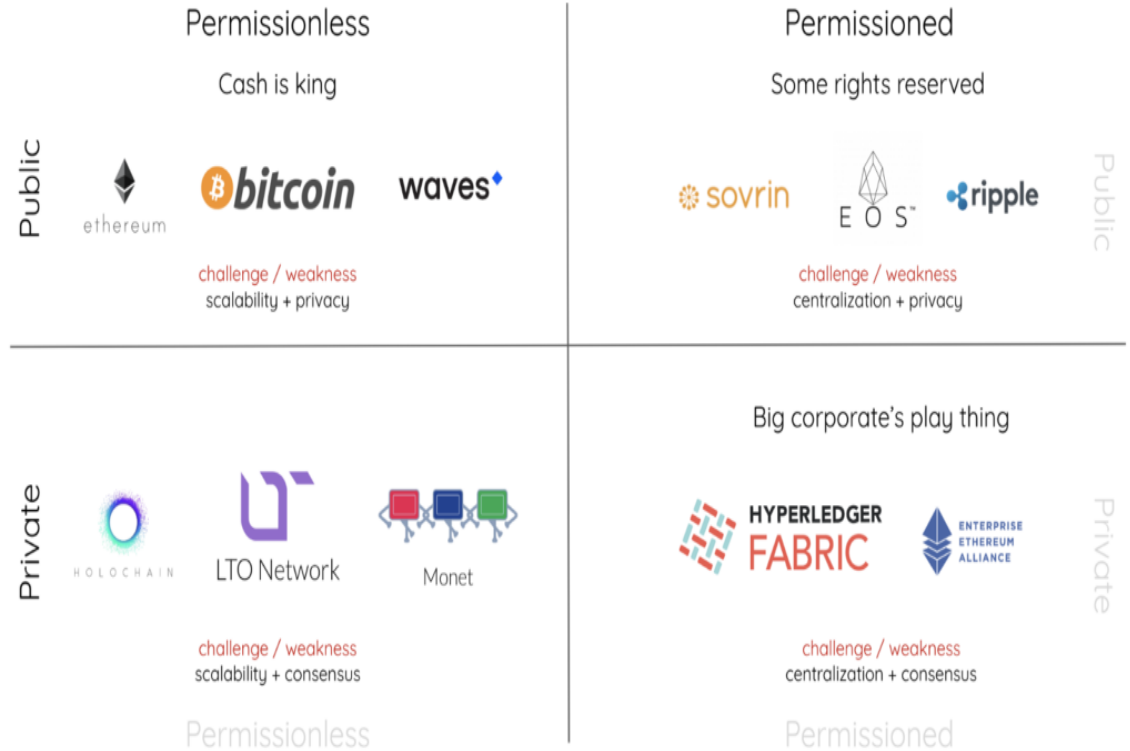 Permissionless
Permissioned
Cash is king
Some rights reserved
Public
ethereum
bitcoin
waves
sovrin
EOS™
ripple
Public
challenge / weakness
scalability + privacy
challenge / weakness
centralization + privacy
Big corporate's play thing
Private
HOLOCHAIN
LTO Network
Monet
HYPERLEDGER
FABRIC
ENTERPRISE
ETHEREUM
ALLIANCE
Private
challenge / weakness
scalability + consensus
challenge / weakness
centralization + consensus
Permissionless
Permissioned